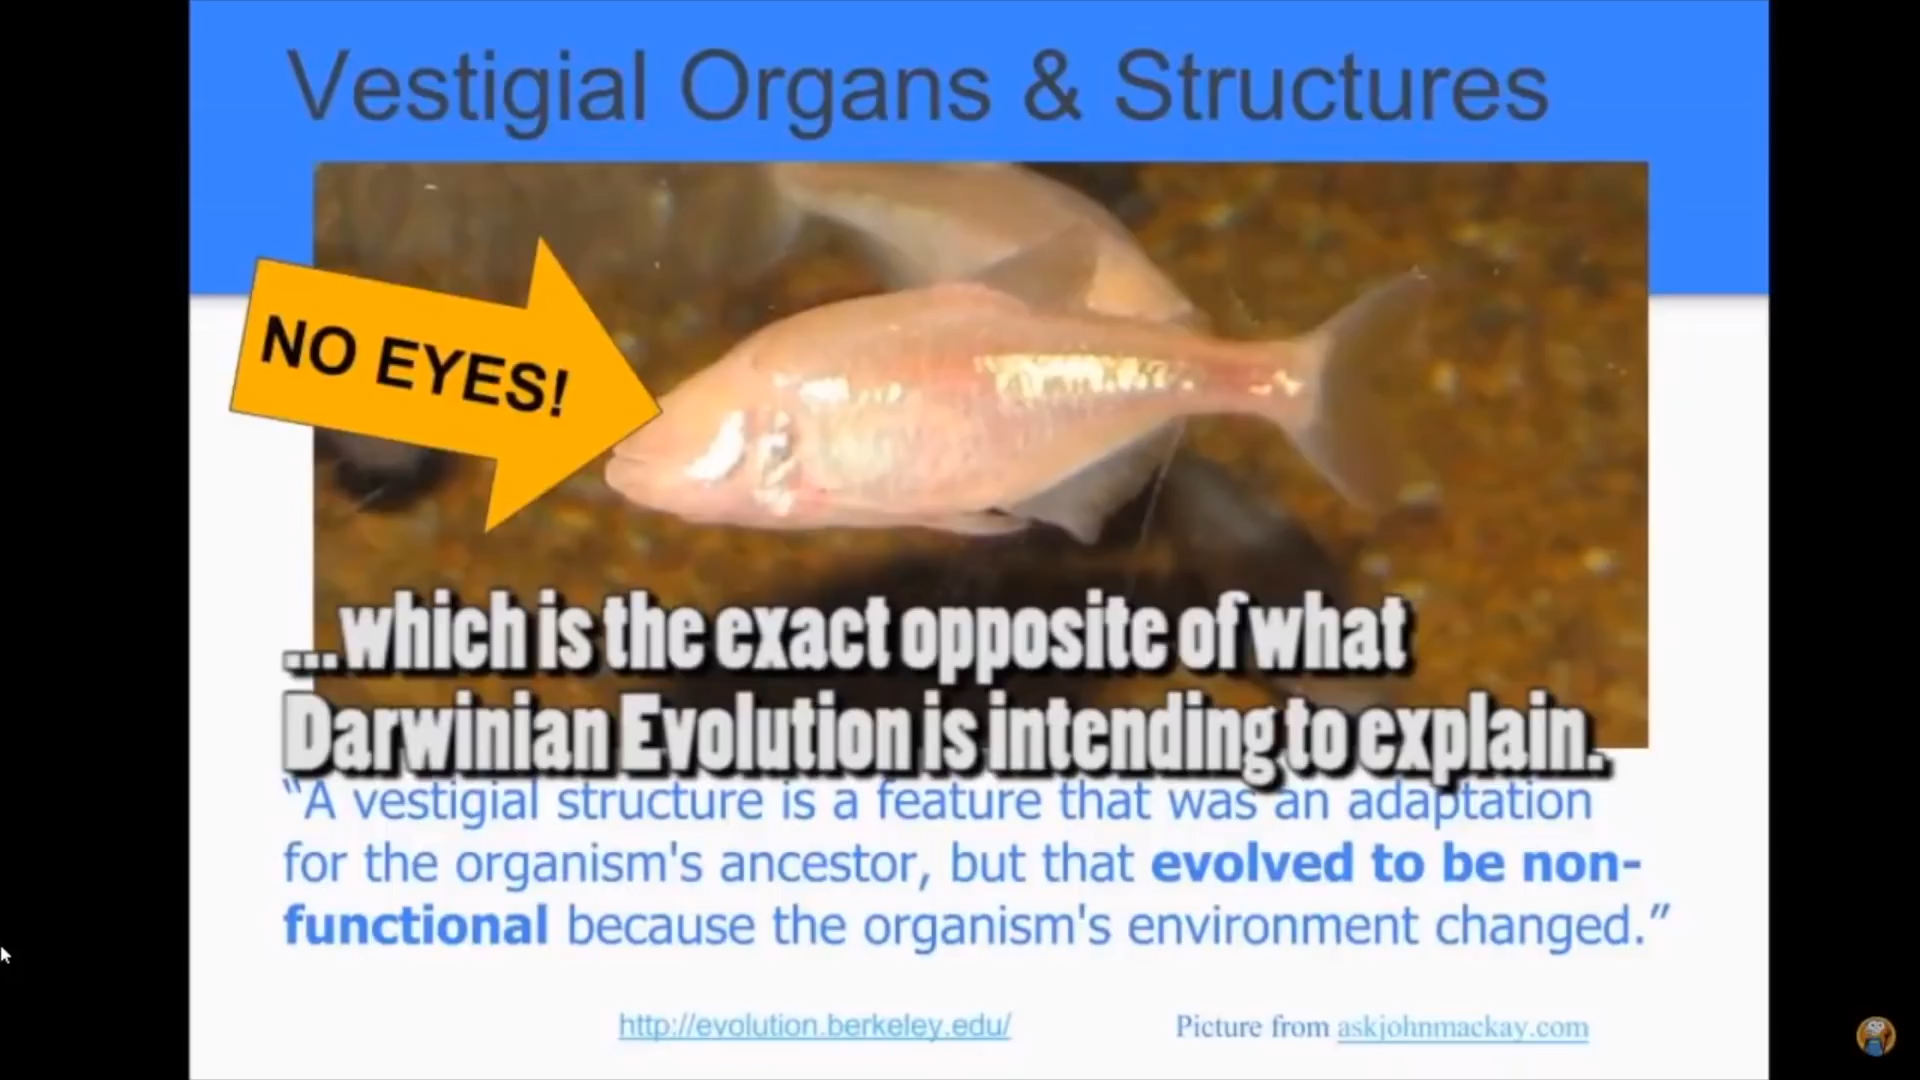 Vestigial Organs & Structures
NO EYES!
...which is the exact opposite of what
Darwinian Evolution is intending to explain.
“A vestigial structure is a feature that was an adaptation
for the organism's ancestor, but that evolved to be non-
functional because the organism's environment changed.”
http://evolution.berkeley.edu/
Picture from askjohnmackay.com